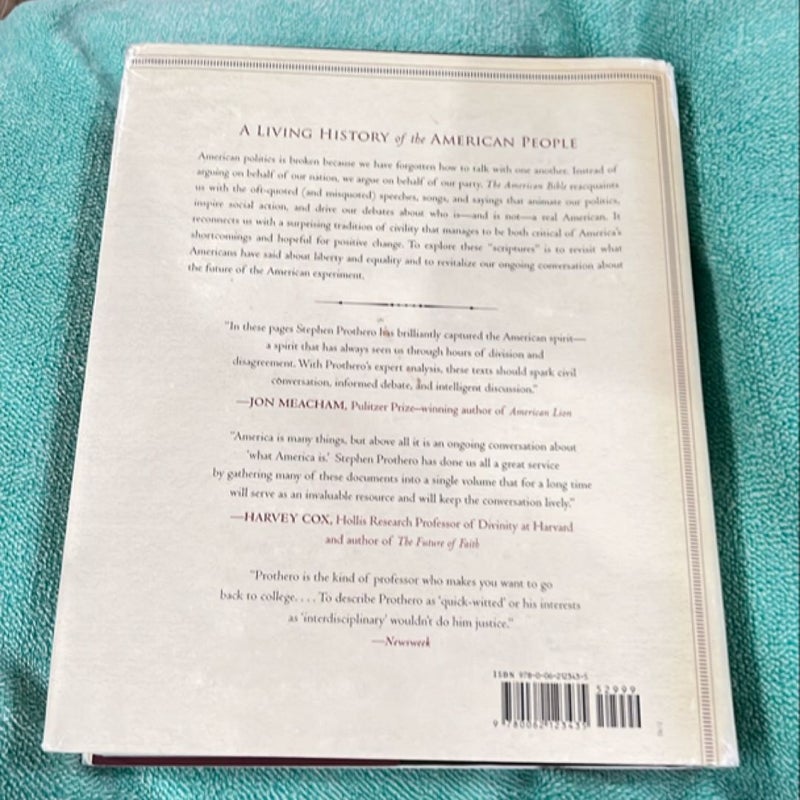 A LIVING HISTORY of the AMERICAN PEOPLE
American politics is broken because we have forgotten how to talk with one another. Instead of
arguing on behalf of our nation, we argue on behalf of our party. The American Bible reacquaints
us with the oft-quoted (and misquoted) speeches, songs, and sayings that animate our politics,
inspire social action, and drive our debates about who is—and is not—a real American. It
reconnects us with a surprising tradition of civility that manages to be both critical of America's
shortcomings and hopeful for positive change. To explore these "scriptures" is to revisit what
Americans have said about liberty and equality and to revitalize our ongoing conversation about
the future of the American experiment.
"In these pages Stephen Prothero has brilliantly captured the American spirit—
a spirit that has always seen us through hours of division and
disagreement. With Prothero's expert analysis, these texts should spark civil
conversation, informed debate, and intelligent discussion."
—JON MEACHAM, Pulitzer Prize–winning author of American Lion
"America is many things, but above all it is an ongoing conversation about
'what America is.' Stephen Prothero has done us all a great service
by gathering many of these documents into a single volume that for a long time
will serve as an invaluable resource and will keep the conversation lively."
—HARVEY COX, Hollis Research Professor of Divinity at Harvard
and author of The Future of Faith
"Prothero is the kind of professor who makes you want to go
back to college. . . . To describe Prothero as 'quick-witted' or his interests
as 'interdisciplinary' wouldn't do him justice."
—Newsweek
ISBN 978-0-06-212343-5
52999
9 780062 123435